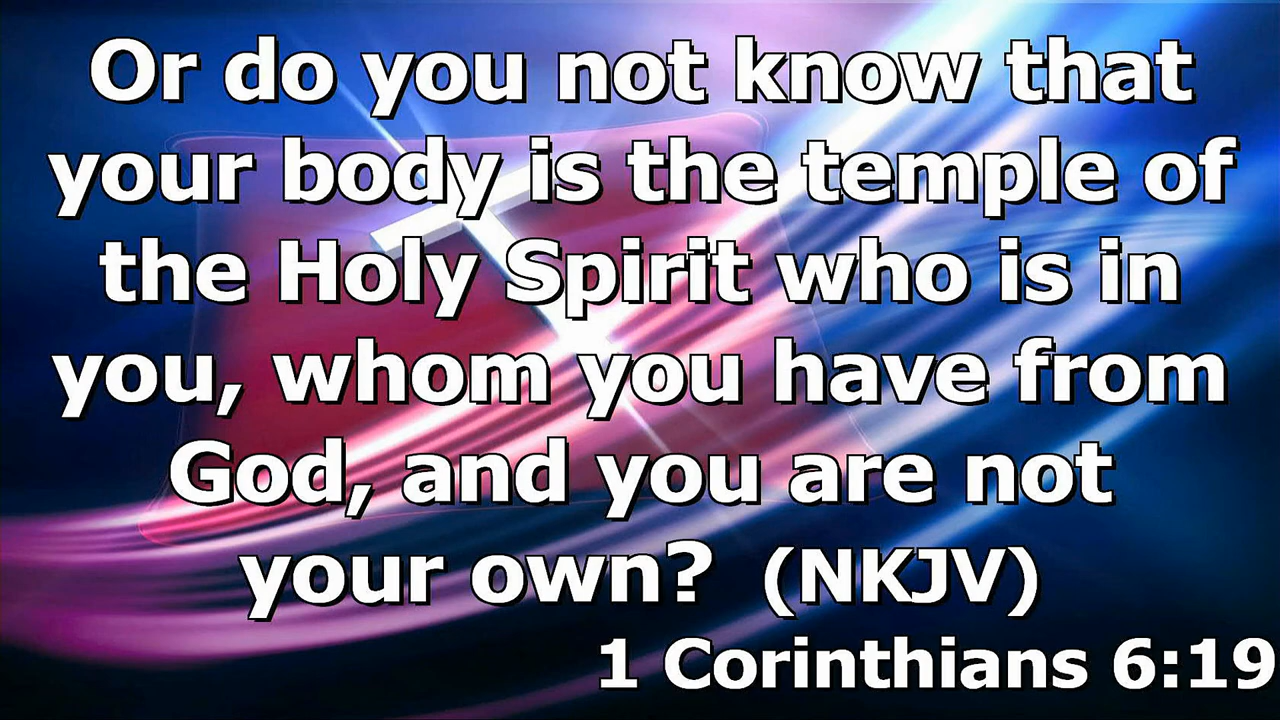 Or do you not know that
your body is the temple of
the Holy Spirit who is in
you, whom you have from
God, and you are not
your own? (NKJV)
1 Corinthians 6:19